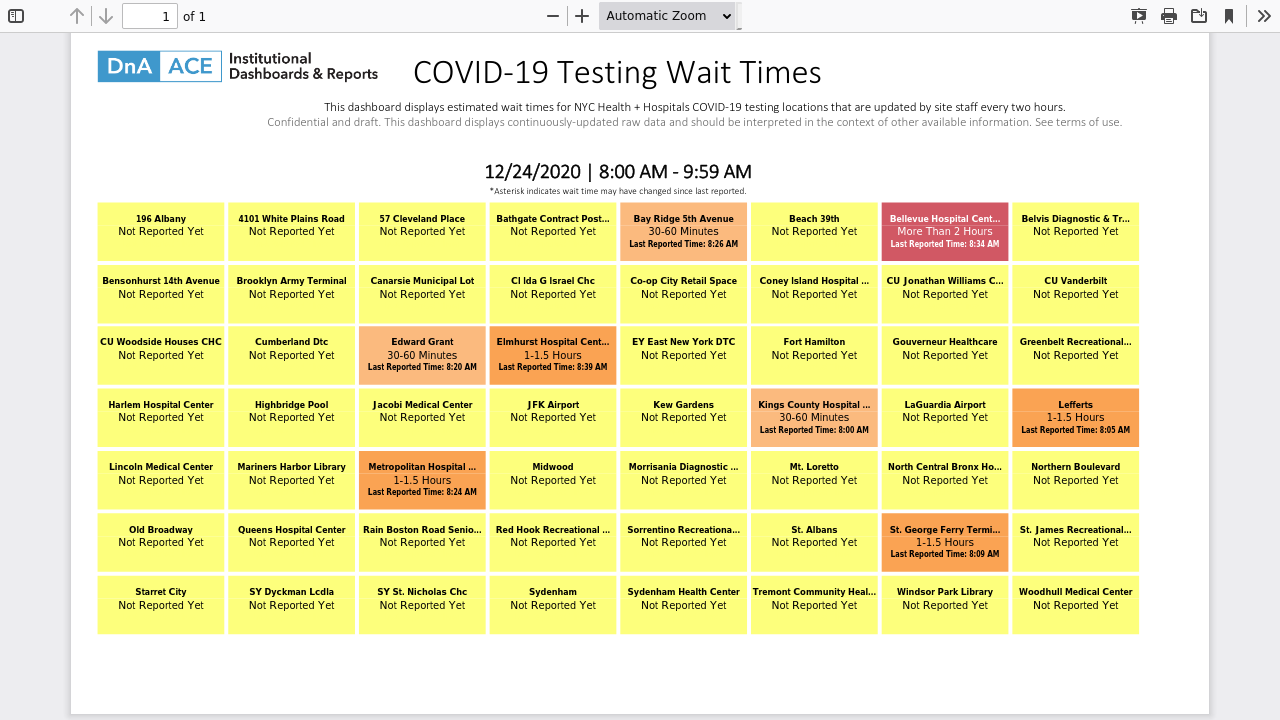 1 of 1
Automatic Zoom
DnA ACE Institutional
Dashboards & Reports
COVID-19 Testing Wait Times
This dashboard displays estimated wait times for NYC Health + Hospitals COVID-19 testing locations that are updated by site staff every two hours.
Confidential and draft. This dashboard displays continuously-updated raw data and should be interpreted in the context of other available information. See terms of use.
12/24/2020 | 8:00 AM - 9:59 AM
*Asterisk indicates wait time may have changed since last reported.
196 Albany
Not Reported Yet
4101 White Plains Road
Not Reported Yet
57 Cleveland Place
Not Reported Yet
Bathgate Contract Post...
Not Reported Yet
Bay Ridge 5th Avenue
30-60 Minutes
Last Reported Time: 8:26 AM
Beach 39th
Not Reported Yet
Bellevue Hospital Cent...
More Than 2 Hours
Last Reported Time: 8:34 AM
Belvis Diagnostic & Tr...
Not Reported Yet
Bensonhurst 14th Avenue
Not Reported Yet
Brooklyn Army Terminal
Not Reported Yet
Canarsie Municipal Lot
Not Reported Yet
Cl Ida G Israel Chc
Not Reported Yet
Co-op City Retail Space
Not Reported Yet
Coney Island Hospital ...
Not Reported Yet
CU Jonathan Williams C...
Not Reported Yet
CU Vanderbilt
Not Reported Yet
CU Woodside Houses CHC
Not Reported Yet
Cumberland Dtc
Not Reported Yet
Edward Grant
30-60 Minutes
Last Reported Time: 8:20 AM
Elmhurst Hospital Cent...
1-1.5 Hours
Last Reported Time: 8:39 AM
EY East New York DTC
Not Reported Yet
Fort Hamilton
Not Reported Yet
Gouverneur Healthcare
Not Reported Yet
Greenbelt Recreational...
Not Reported Yet
Harlem Hospital Center
Not Reported Yet
Highbridge Pool
Not Reported Yet
Jacobi Medical Center
Not Reported Yet
JFK Airport
Not Reported Yet
Kew Gardens
Not Reported Yet
Kings County Hospital ...
30-60 Minutes
Last Reported Time: 8:00 AM
LaGuardia Airport
Not Reported Yet
Lefferts
1-1.5 Hours
Last Reported Time: 8:05 AM
Lincoln Medical Center
Not Reported Yet
Mariners Harbor Library
Not Reported Yet
Metropolitan Hospital ...
1-1.5 Hours
Last Reported Time: 8:24 AM
Midwood
Not Reported Yet
Morrisania Diagnostic ...
Not Reported Yet
Mt. Loretto
Not Reported Yet
North Central Bronx Ho...
Not Reported Yet
Northern Boulevard
Not Reported Yet
Old Broadway
Not Reported Yet
Queens Hospital Center
Not Reported Yet
Rain Boston Road Senio...
Not Reported Yet
Red Hook Recreational ...
Not Reported Yet
Sorrentino Recreationa...
Not Reported Yet
St. Albans
Not Reported Yet
St. George Ferry Termi...
1-1.5 Hours
Last Reported Time: 8:09 AM
St. James Recreational...
Not Reported Yet
Starret City
Not Reported Yet
SY Dyckman Lcdla
Not Reported Yet
SY St. Nicholas Chc
Not Reported Yet
Sydenham
Not Reported Yet
Sydenham Health Center
Not Reported Yet
Tremont Community Heal...
Not Reported Yet
Windsor Park Library
Not Reported Yet
Woodhull Medical Center
Not Reported Yet